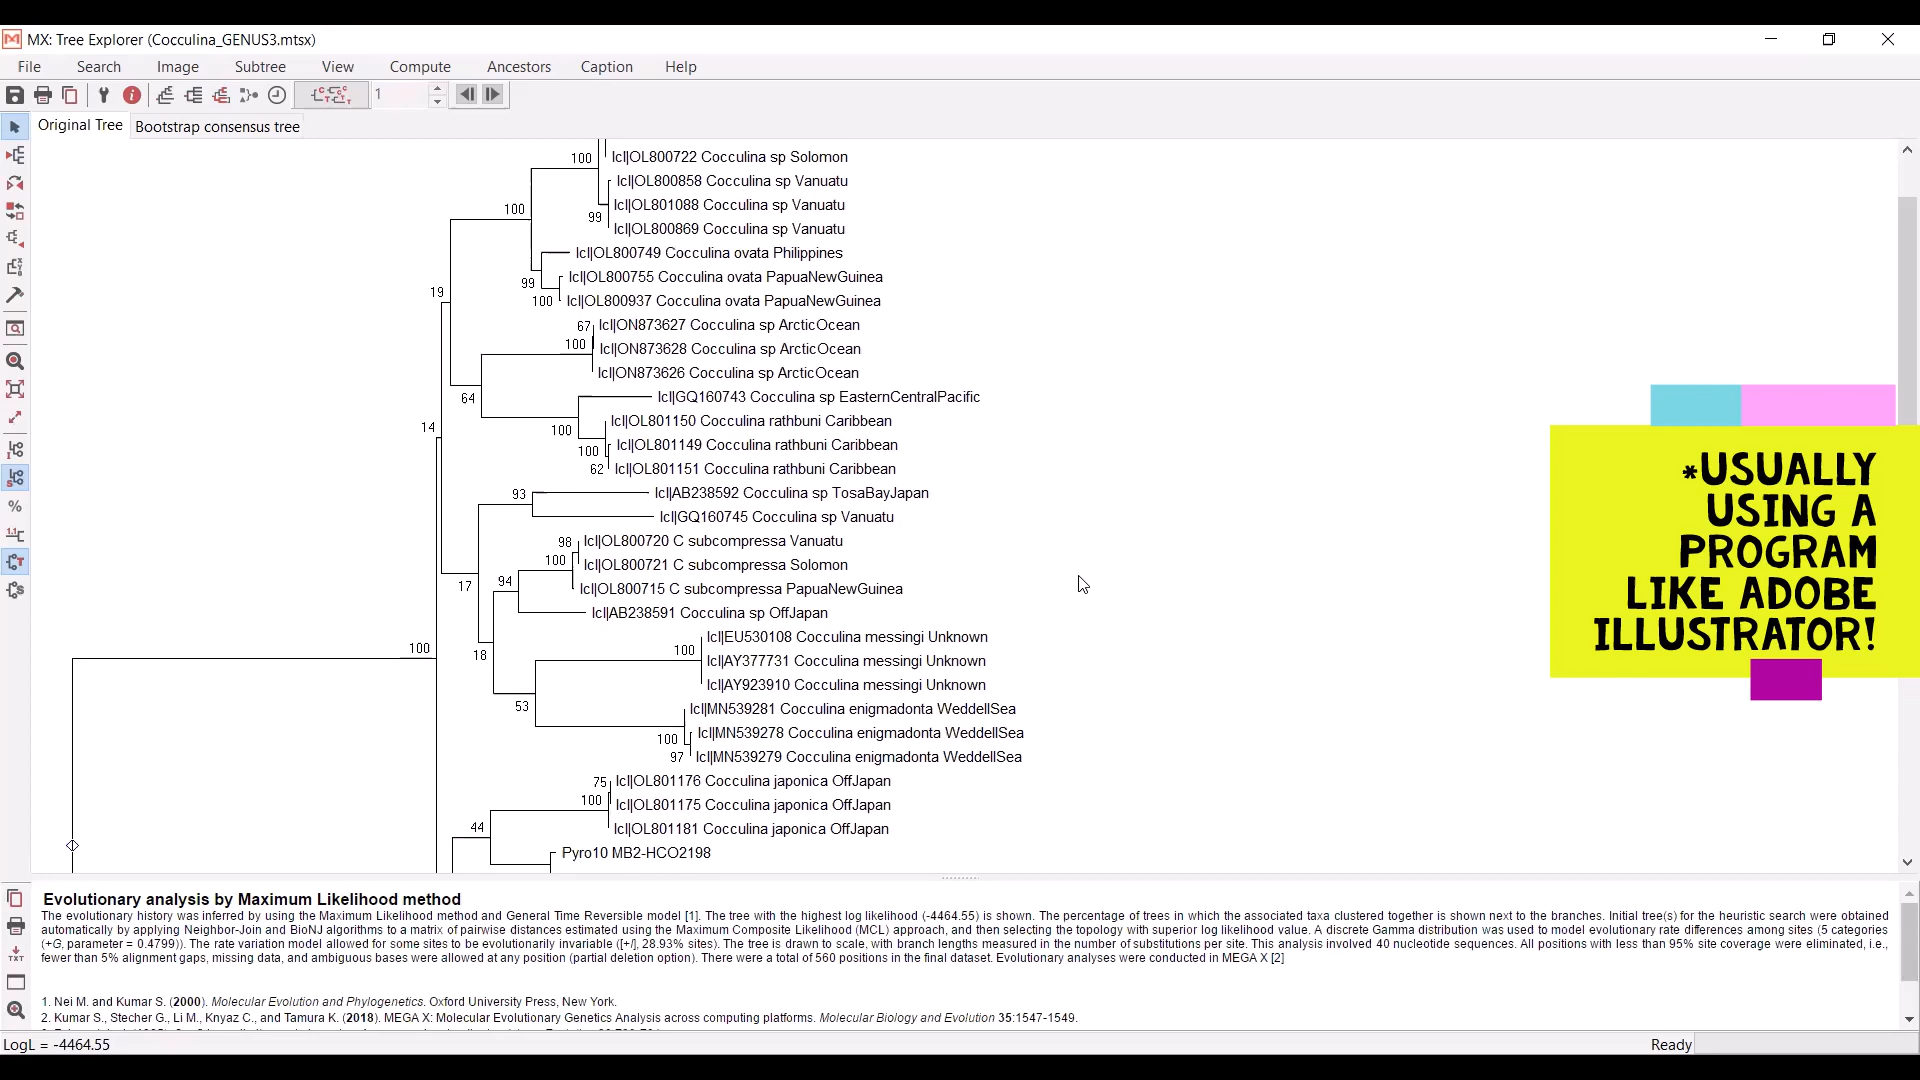 MX: Tree Explorer (Cocculina_GENUS3.mtsx)
File Search Image Subtree View Compute Ancestors Caption Help
1
Original Tree Bootstrap consensus tree
100 lcl|OL800722 Cocculina sp Solomon
lcl|OL800858 Cocculina sp Vanuatu
100 lcl|OL801088 Cocculina sp Vanuatu
99 lcl|OL800869 Cocculina sp Vanuatu
lcl|OL800749 Cocculina ovata Philippines
99 lcl|OL800755 Cocculina ovata PapuaNewGuinea
19 100 lcl|OL800937 Cocculina ovata PapuaNewGuinea
67 lcl|ON873627 Cocculina sp ArcticOcean
100 lcl|ON873628 Cocculina sp ArcticOcean
lcl|ON873626 Cocculina sp ArcticOcean
64 lcl|GQ160743 Cocculina sp EasternCentralPacific
14 100 lcl|OL801150 Cocculina rathbuni Caribbean
100 lcl|OL801149 Cocculina rathbuni Caribbean
62 lcl|OL801151 Cocculina rathbuni Caribbean
93 lcl|AB238592 Cocculina sp TosaBayJapan
lcl|GQ160745 Cocculina sp Vanuatu
98 lcl|OL800720 C subcompressa Vanuatu
100 lcl|OL800721 C subcompressa Solomon
17 94 lcl|OL800715 C subcompressa PapuaNewGuinea
lcl|AB238591 Cocculina sp OffJapan
lcl|EU530108 Cocculina messingi Unknown
100 18 100 lcl|AY377731 Cocculina messingi Unknown
lcl|AY923910 Cocculina messingi Unknown
53 lcl|MN539281 Cocculina enigmadonta WeddellSea
100 lcl|MN539278 Cocculina enigmadonta WeddellSea
97 lcl|MN539279 Cocculina enigmadonta WeddellSea
75 lcl|OL801176 Cocculina japonica OffJapan
100 lcl|OL801175 Cocculina japonica OffJapan
44 lcl|OL801181 Cocculina japonica OffJapan
Pyro10 MB2-HCO2198
*USUALLY
USING A
PROGRAM
LIKE ADOBE
ILLUSTRATOR!
Evolutionary analysis by Maximum Likelihood method
The evolutionary history was inferred by using the Maximum Likelihood method and General Time Reversible model [1]. The tree with the highest log likelihood (-4464.55) is shown. The percentage of trees in which the associated taxa clustered together is shown next to the branches. Initial tree(s) for the heuristic search were obtained
automatically by applying Neighbor-Join and BioNJ algorithms to a matrix of pairwise distances estimated using the Maximum Composite Likelihood (MCL) approach, and then selecting the topology with superior log likelihood value. A discrete Gamma distribution was used to model evolutionary rate differences among sites (5 categories
(+G, parameter = 0.4799)). The rate variation model allowed for some sites to be evolutionarily invariable ([+I], 28.93% sites). The tree is drawn to scale, with branch lengths measured in the number of substitutions per site. This analysis involved 40 nucleotide sequences. All positions with less than 95% site coverage were eliminated, i.e.,
fewer than 5% alignment gaps, missing data, and ambiguous bases were allowed at any position (partial deletion option). There were a total of 560 positions in the final dataset. Evolutionary analyses were conducted in MEGA X [2]
1. Nei M. and Kumar S. (2000). Molecular Evolution and Phylogenetics. Oxford University Press, New York.
2. Kumar S., Stecher G., Li M., Knyaz C., and Tamura K. (2018). MEGA X: Molecular Evolutionary Genetics Analysis across computing platforms. Molecular Biology and Evolution 35:1547-1549.
LogL = -4464.55
Ready